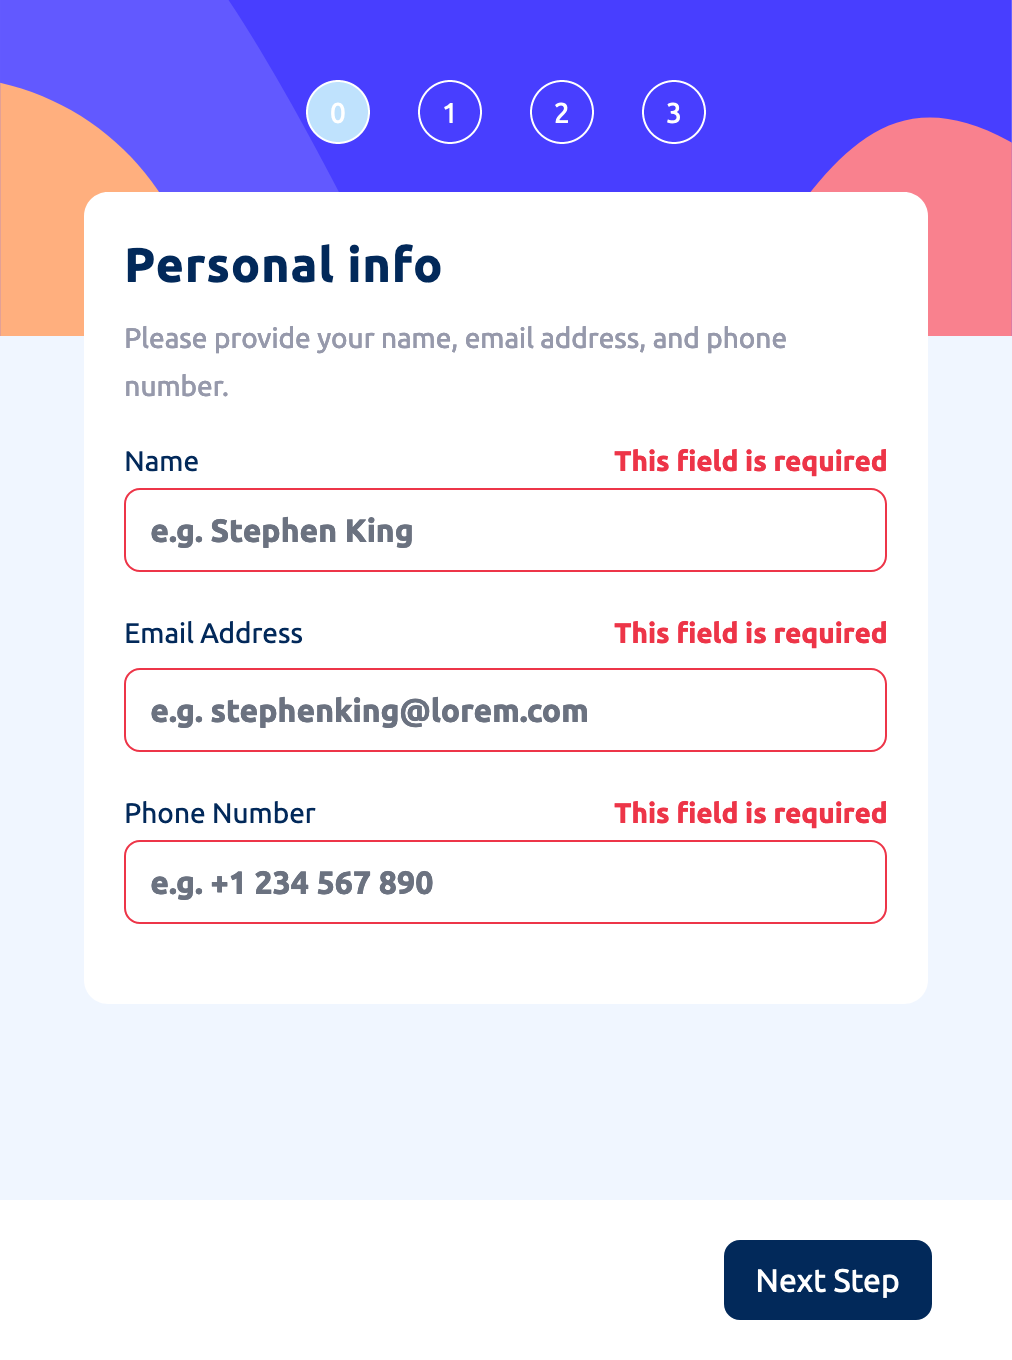 0 1 2 3
Personal info
Please provide your name, email address, and phone
number.
Name This field is required
e.g. Stephen King
Email Address This field is required
e.g. stephenking@lorem.com
Phone Number This field is required
e.g. +1 234 567 890
Next Step